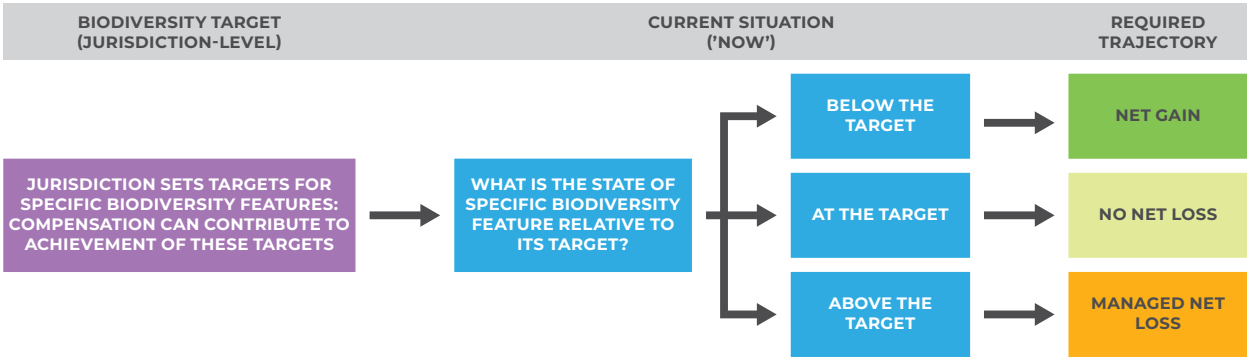 BIODIVERSITY TARGET
(JURISDICTION-LEVEL)
CURRENT SITUATION
('NOW')
REQUIRED
TRAJECTORY
JURISDICTION SETS TARGETS FOR
SPECIFIC BIODIVERSITY FEATURES:
COMPENSATION CAN CONTRIBUTE TO
ACHIEVEMENT OF THESE TARGETS
WHAT IS THE STATE OF
SPECIFIC BIODIVERSITY
FEATURE RELATIVE TO
ITS TARGET?
BELOW THE
TARGET
NET GAIN
AT THE TARGET
NO NET LOSS
ABOVE THE
TARGET
MANAGED NET
LOSS